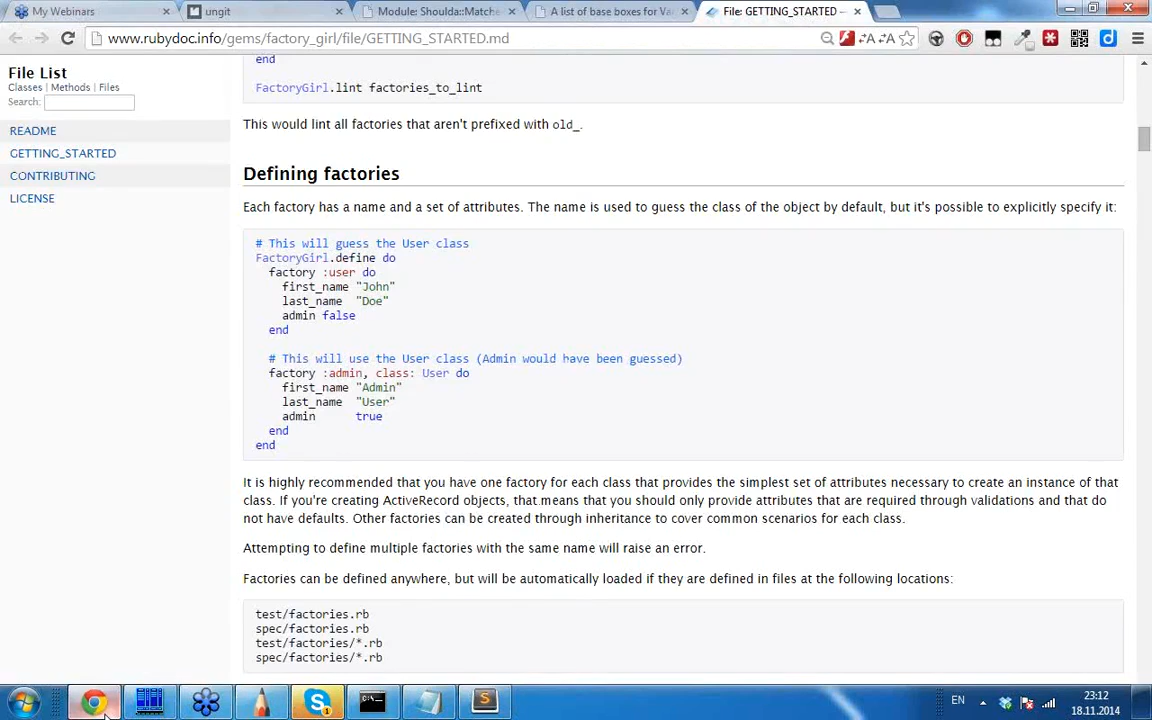 My Webinars
ungit
Module: Shoulda::Matche
A list of base boxes for Va
File: GETTING_STARTED –
www.rubydoc.info/gems/factory_girl/file/GETTING_STARTED.md
File List
Classes | Methods | Files
Search:
README
GETTING_STARTED
CONTRIBUTING
LICENSE
end
FactoryGirl.lint factories_to_lint
This would lint all factories that aren't prefixed with old_.
Defining factories
Each factory has a name and a set of attributes. The name is used to guess the class of the object by default, but it's possible to explicitly specify it:
# This will guess the User class
FactoryGirl.define do
factory :user do
first_name "John"
last_name "Doe"
admin false
end
# This will use the User class (Admin would have been guessed)
factory :admin, class: User do
first_name "Admin"
last_name "User"
admin true
end
end
It is highly recommended that you have one factory for each class that provides the simplest set of attributes necessary to create an instance of that
class. If you're creating ActiveRecord objects, that means that you should only provide attributes that are required through validations and that do
not have defaults. Other factories can be created through inheritance to cover common scenarios for each class.
Attempting to define multiple factories with the same name will raise an error.
Factories can be defined anywhere, but will be automatically loaded if they are defined in files at the following locations:
test/factories.rb
spec/factories.rb
test/factories/*.rb
spec/factories/*.rb
EN
23:12
18.11.2014